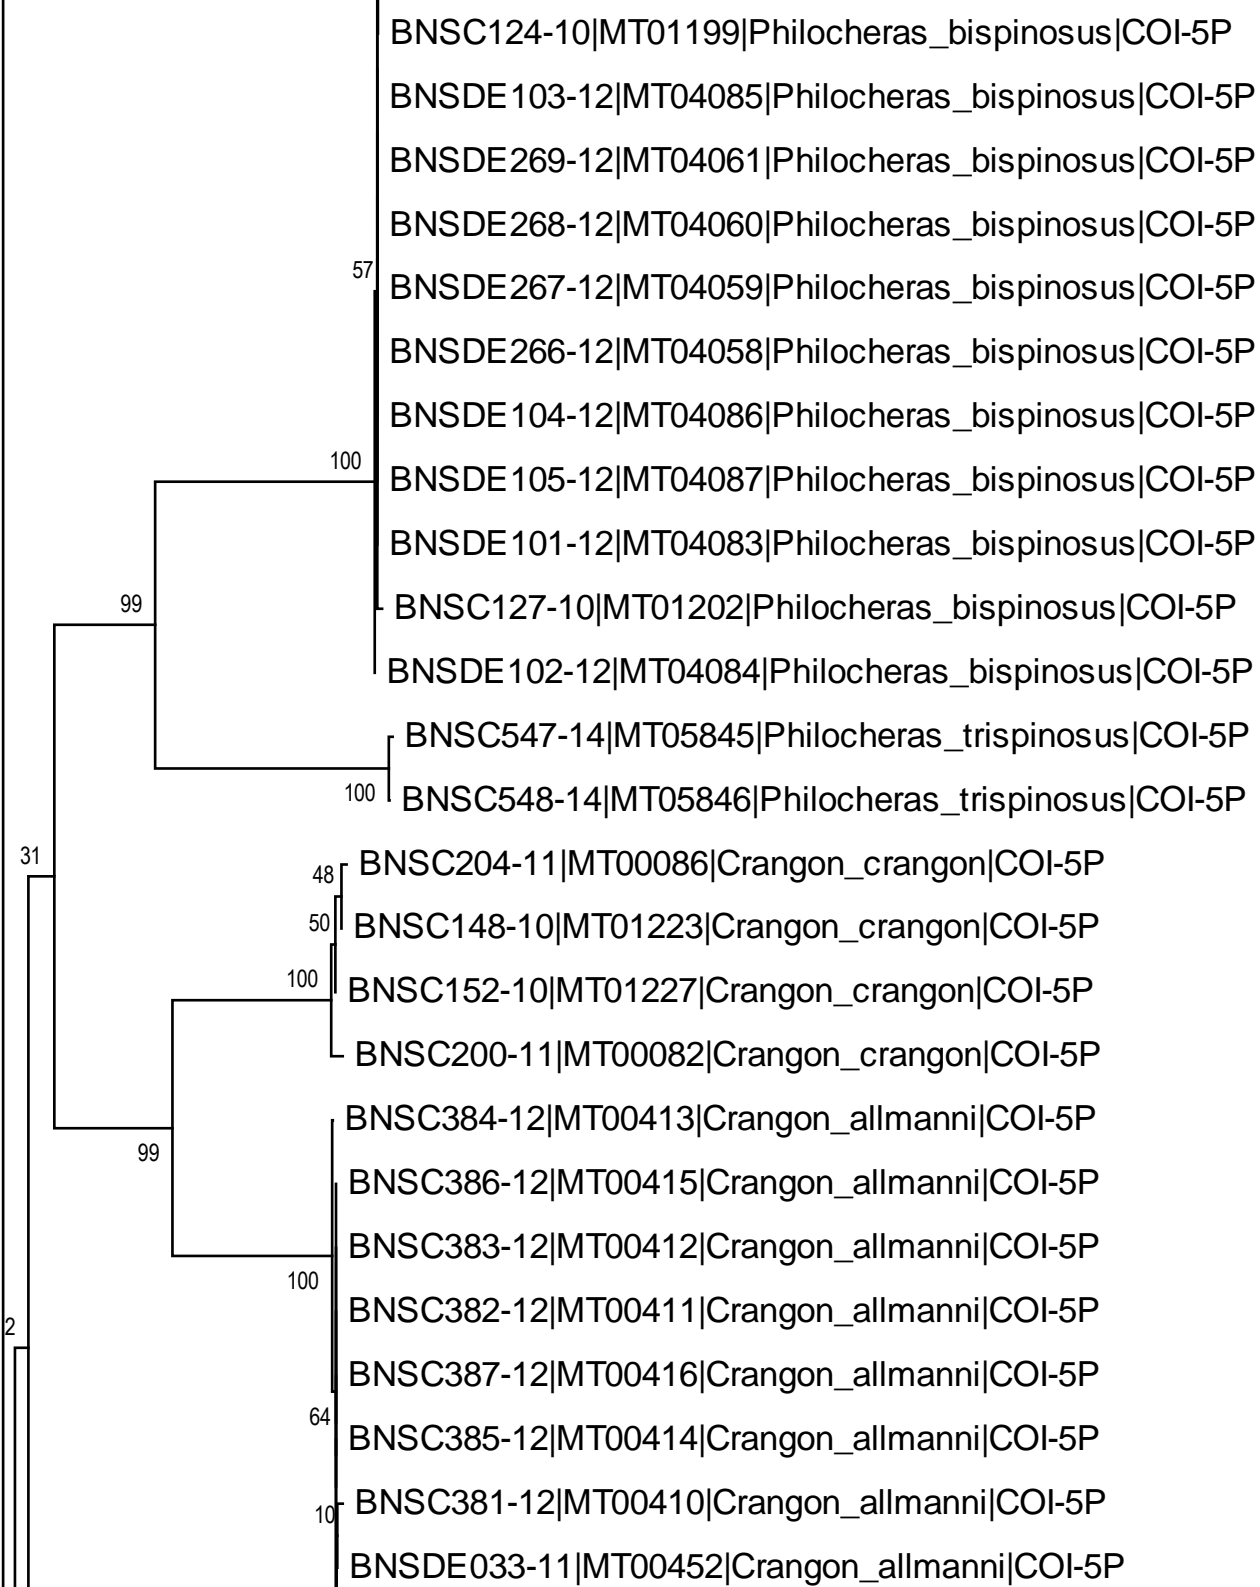 BNSC124-10|MT01199|Philocheras_bispinosus|COI-5P
BNSDE103-12|MT04085|Philocheras_bispinosus|COI-5P
BNSDE269-12|MT04061|Philocheras_bispinosus|COI-5P
BNSDE268-12|MT04060|Philocheras_bispinosus|COI-5P
57
BNSDE267-12|MT04059|Philocheras_bispinosus|COI-5P
BNSDE266-12|MT04058|Philocheras_bispinosus|COI-5P
BNSDE104-12|MT04086|Philocheras_bispinosus|COI-5P
100
BNSDE105-12|MT04087|Philocheras_bispinosus|COI-5P
BNSDE101-12|MT04083|Philocheras_bispinosus|COI-5P
99
BNSC127-10|MT01202|Philocheras_bispinosus|COI-5P
BNSDE102-12|MT04084|Philocheras_bispinosus|COI-5P
BNSC547-14|MT05845|Philocheras_trispinosus|COI-5P
100
BNSC548-14|MT05846|Philocheras_trispinosus|COI-5P
31
BNSC204-11|MT00086|Crangon_crangon|COI-5P
48
50
BNSC148-10|MT01223|Crangon_crangon|COI-5P
100
BNSC152-10|MT01227|Crangon_crangon|COI-5P
BNSC200-11|MT00082|Crangon_crangon|COI-5P
BNSC384-12|MT00413|Crangon_allmanni|COI-5P
99
BNSC386-12|MT00415|Crangon_allmanni|COI-5P
BNSC383-12|MT00412|Crangon_allmanni|COI-5P
100
BNSC382-12|MT00411|Crangon_allmanni|COI-5P
2
BNSC387-12|MT00416|Crangon_allmanni|COI-5P
64
BNSC385-12|MT00414|Crangon_allmanni|COI-5P
BNSC381-12|MT00410|Crangon_allmanni|COI-5P
10
BNSDE033-11|MT00452|Crangon_allmanni|COI-5P